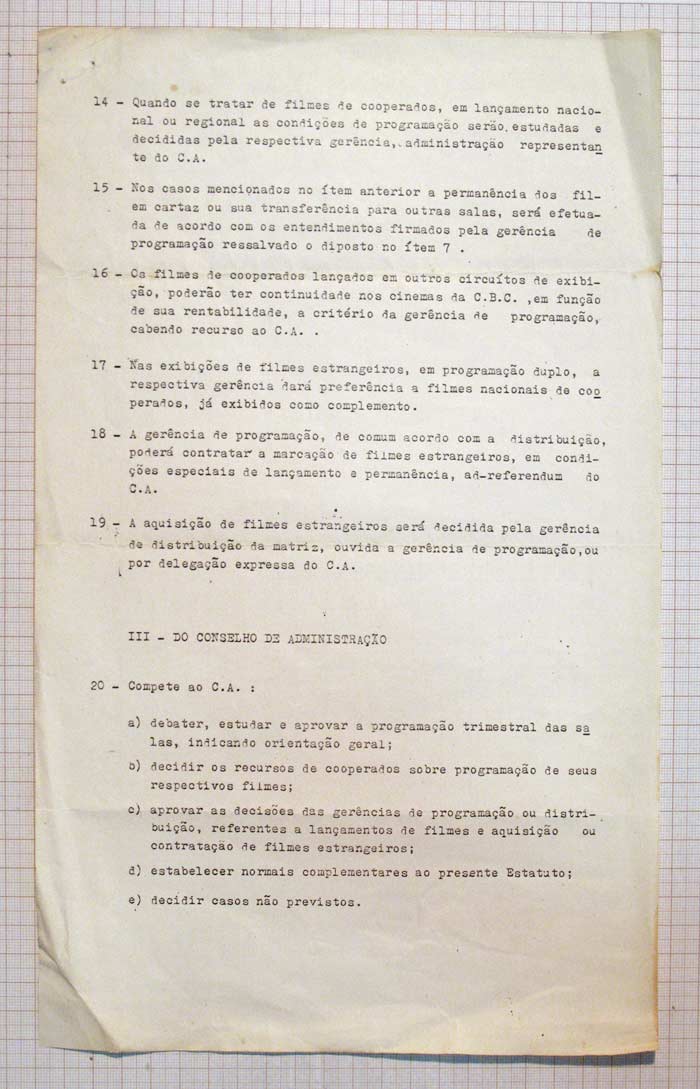 14 - Quando se tratar de filmes de cooperados, em lançamento nacio-
nal ou regional as condições de programação serão estudadas e
decididas pela respectiva gerência, administração representan
te do C.A.
15 - Nos casos mencionados no ítem anterior a permanência dos fil-
em cartaz ou sua transferência para outras salas, será efetua-
da de acordo com os entendimentos firmados pela gerência de
programação ressalvado o diposto no ítem 7 .
16 - Os filmes de cooperados lançados em outros circuítos de exibi-
ção, poderão ter continuidade nos cinemas da C.B.C. ,em função
de sua rentabilidade, a critério da gerência de programação,
cabendo recurso ao C.A. .
17 - Nas exibições de filmes estrangeiros, em programação duplo, a
respectiva gerência dará preferência a filmes nacionais de coo
perados, já exibidos como complemento.
18 - A gerência de programação, de comum acordo com a distribuição,
poderá contratar a marcação de filmes estrangeiros, em condi-
ções especiais de lançamento e permanência, ad-referendum do
C.A.
19 - A aquisição de filmes estrangeiros será decidida pela gerência
de distribuição da matriz, ouvida a gerência de programação,ou
por delegação expressa do C.A.
III - DO CONSELHO DE ADMINISTRAÇÃO
20 - Compete ao C.A. :
a) debater, estudar e aprovar a programação trimestral das sa
las, indicando orientação geral;
b) decidir os recursos de cooperados sobre programação de seus
respectivos filmes;
c) aprovar as decisões das gerências de programação ou distri-
buição, referentes a lançamentos de filmes e aquisição ou
contratação de filmes estrangeiros;
d) estabelecer normais complementares ao presente Estatuto;
e) decidir casos não previstos.